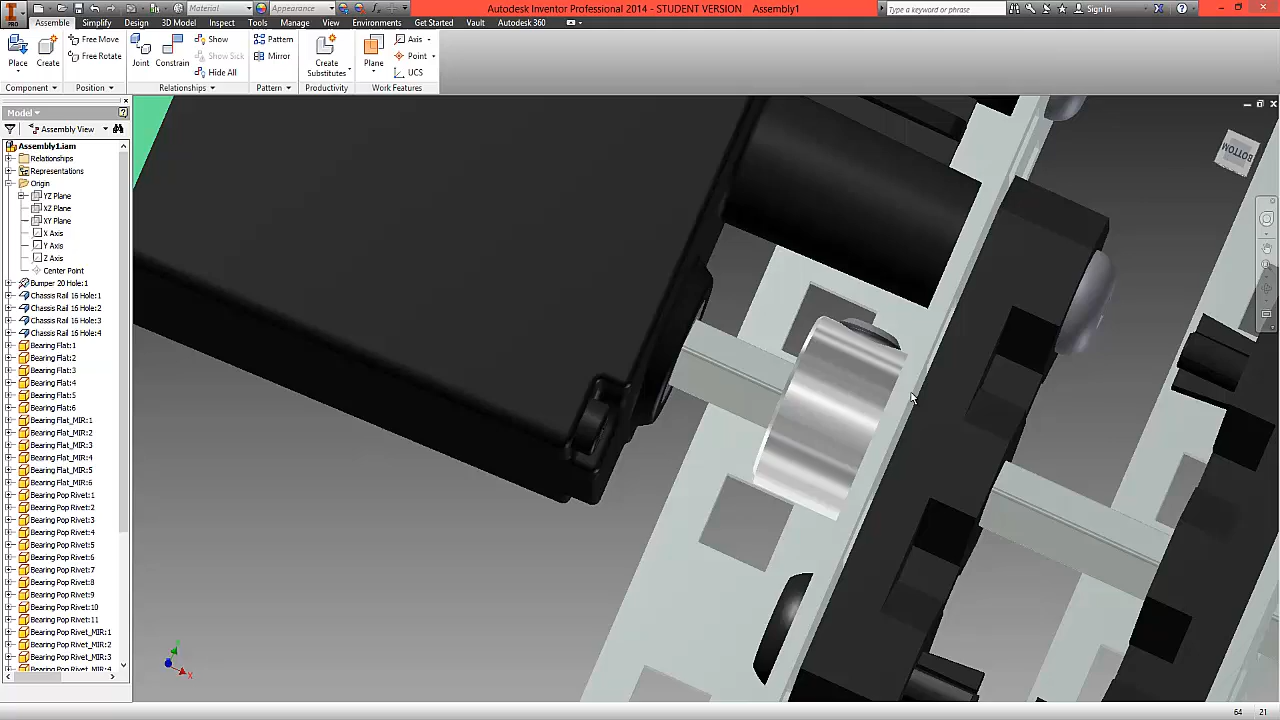 Material
Appearance
Autodesk Inventor Professional 2014 - STUDENT VERSION Assembly1
Type a keyword or phrase
Sign In
PRO
Assemble Simplify Design 3D Model Inspect Tools Manage View Environments Get Started Vault Autodesk 360
Place
Create
Free Move
Free Rotate
Joint
Constrain
Show
Show Sick
Hide All
Pattern
Mirror
Create
Substitutes
Plane
Axis
Point
UCS
Component
Position
Relationships
Pattern
Productivity
Work Features
Model
Assembly View
Assembly1.iam
Relationships
Representations
Origin
YZ Plane
XZ Plane
XY Plane
X Axis
Y Axis
Z Axis
Center Point
Bumper 20 Hole:1
Chassis Rail 16 Hole:1
Chassis Rail 16 Hole:2
Chassis Rail 16 Hole:3
Chassis Rail 16 Hole:4
Bearing Flat:1
Bearing Flat:2
Bearing Flat:3
Bearing Flat:4
Bearing Flat:5
Bearing Flat:6
Bearing Flat_MIR:1
Bearing Flat_MIR:2
Bearing Flat_MIR:3
Bearing Flat_MIR:4
Bearing Flat_MIR:5
Bearing Flat_MIR:6
Bearing Pop Rivet:1
Bearing Pop Rivet:2
Bearing Pop Rivet:3
Bearing Pop Rivet:4
Bearing Pop Rivet:5
Bearing Pop Rivet:6
Bearing Pop Rivet:7
Bearing Pop Rivet:8
Bearing Pop Rivet:9
Bearing Pop Rivet:10
Bearing Pop Rivet:11
Bearing Pop Rivet_MIR:1
Bearing Pop Rivet_MIR:2
Bearing Pop Rivet_MIR:3
Bearing Pop Rivet_MIR:4
BOTTOM
X
64 21